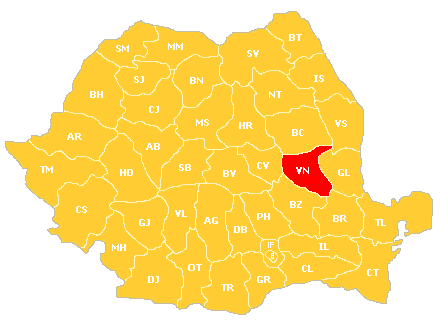 BT
SM
MM
SV
IS
SJ
BN
NT
BH
CJ
MS
HR
BC
VS
AR
AB
TM
HD
SB
BV
CV
VN
GL
CS
GJ
VL
AG
DB
PH
BZ
BR
TL
MH
IF
B
IL
DJ
OT
TR
GR
CL
CT